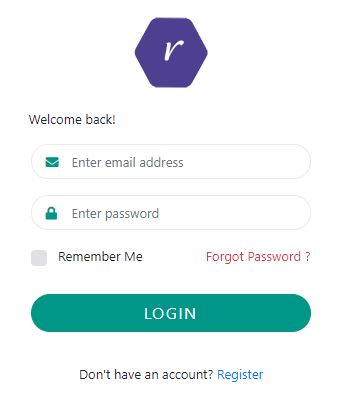 r
Welcome back!
Enter email address
Enter password
Remember Me Forgot Password ?
LOGIN
Don't have an account? Register